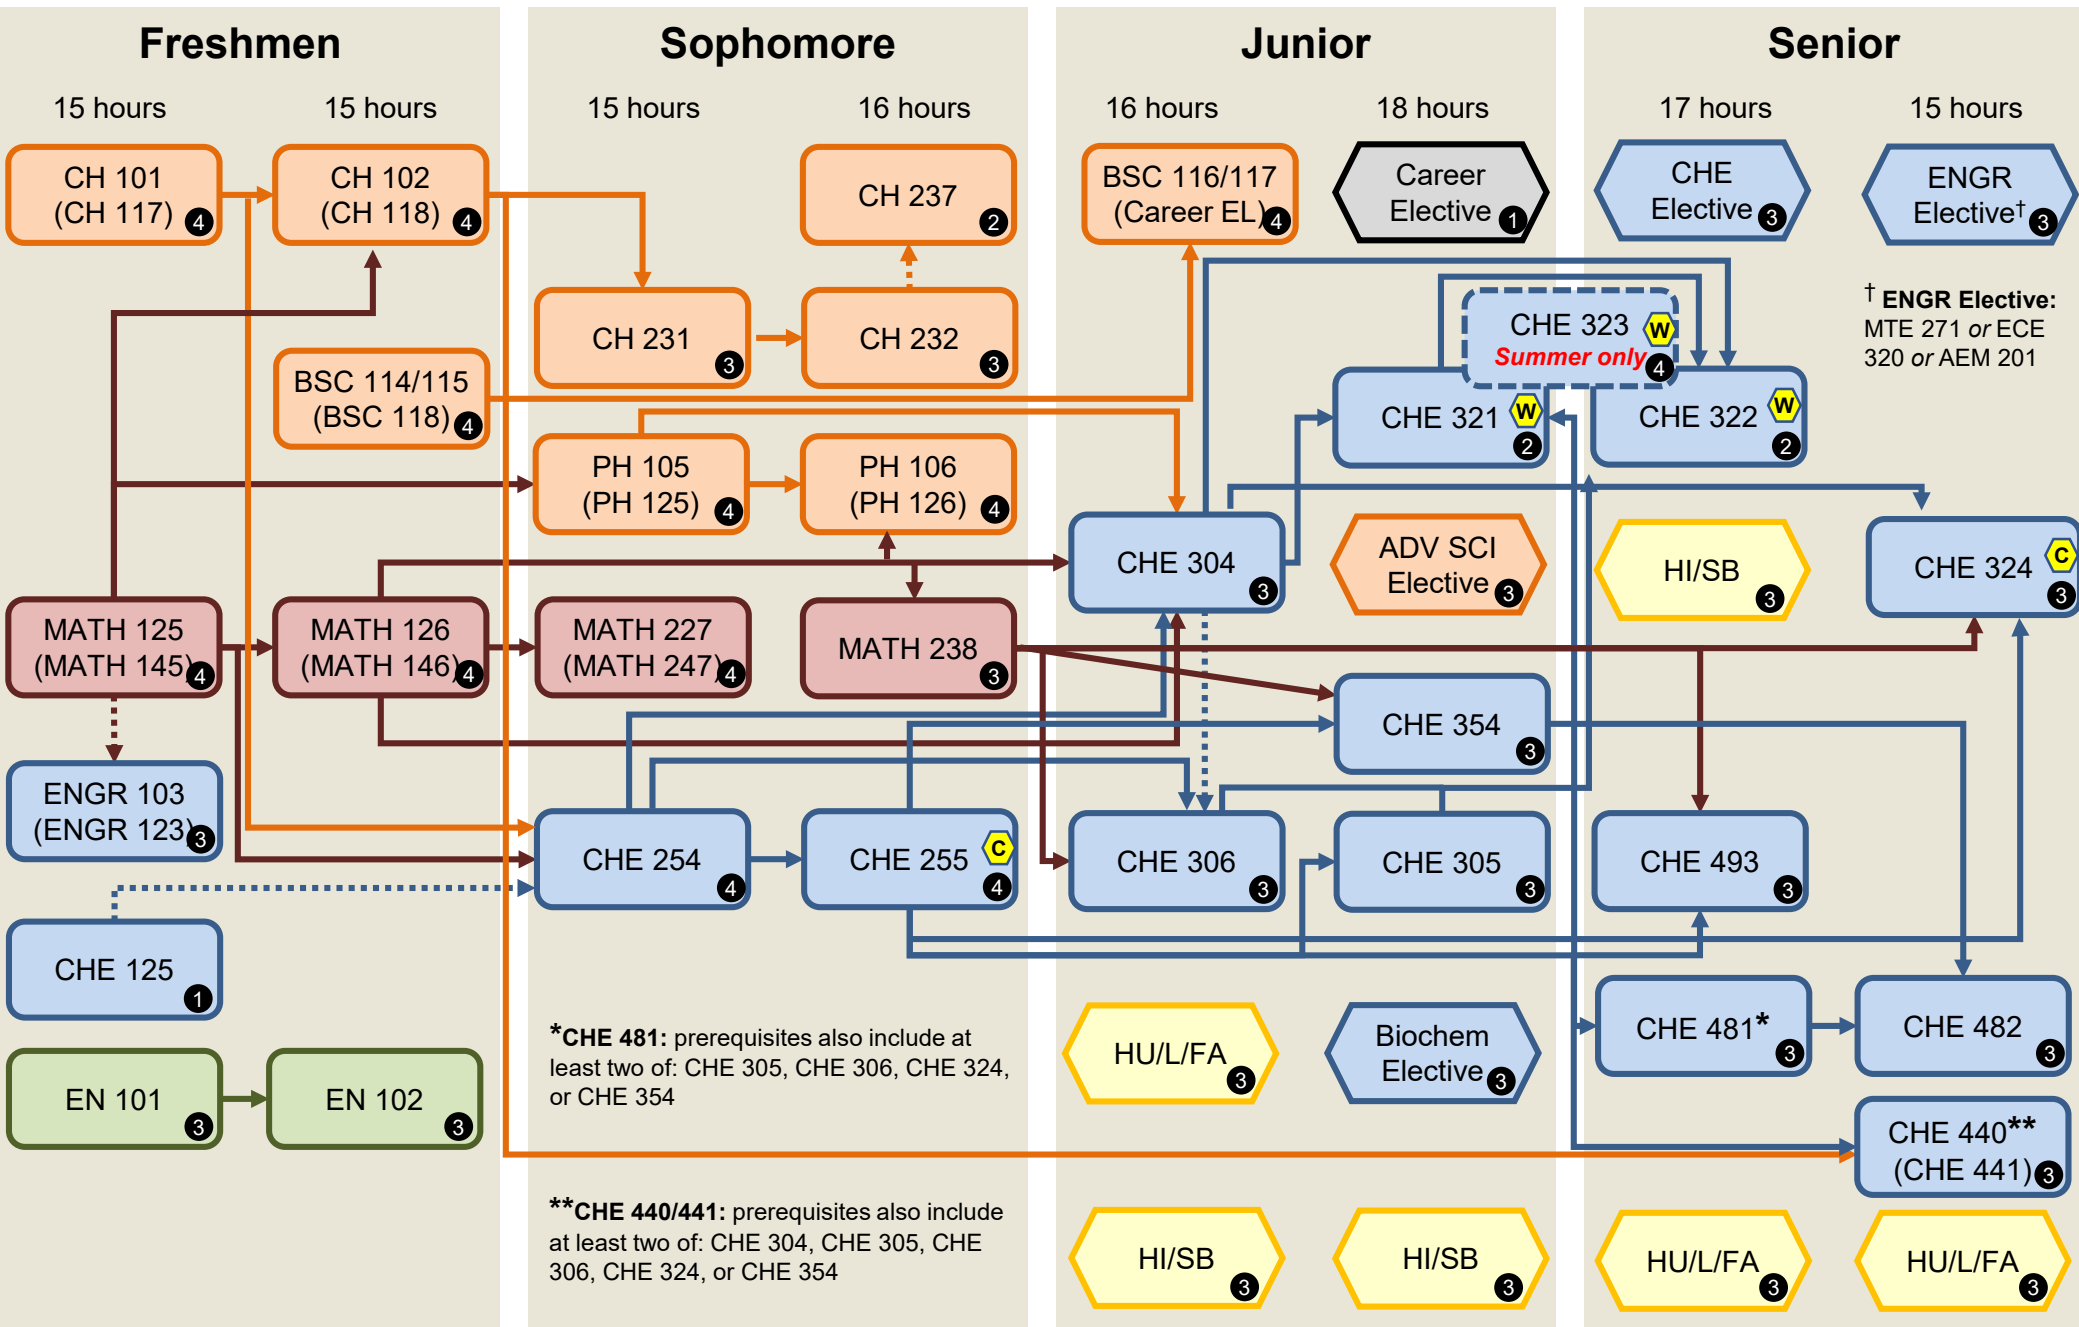 Freshmen
Sophomore
Junior
Senior
15 hours
15 hours
15 hours
16 hours
16 hours
18 hours
17 hours
15 hours
CH 101
(CH 117)
4
CH 102
(CH 118)
4
CH 237
2
BSC 116/117
(Career EL)
4
Career
Elective
1
CHE
Elective
3
ENGR
Elective†
3
CH 231
3
CH 232
3
CHE 323
W
Summer only
4
† ENGR Elective:
MTE 271 or ECE
320 or AEM 201
BSC 114/115
(BSC 118)
4
CHE 321
W
2
CHE 322
W
2
PH 105
(PH 125)
4
PH 106
(PH 126)
4
CHE 304
3
ADV SCI
Elective
3
HI/SB
3
CHE 324
C
3
MATH 125
(MATH 145)
4
MATH 126
(MATH 146)
4
MATH 227
(MATH 247)
4
MATH 238
3
CHE 354
3
ENGR 103
(ENGR 123)
3
CHE 254
4
CHE 255
C
4
CHE 306
3
CHE 305
3
CHE 493
3
CHE 125
1
*CHE 481: prerequisites also include at
least two of: CHE 305, CHE 306, CHE 324,
or CHE 354
HU/L/FA
3
Biochem
Elective
3
CHE 481*
3
CHE 482
3
EN 101
3
EN 102
3
CHE 440**
(CHE 441)
3
**CHE 440/441: prerequisites also include
at least two of: CHE 304, CHE 305, CHE
306, CHE 324, or CHE 354
HI/SB
3
HI/SB
3
HU/L/FA
3
HU/L/FA
3